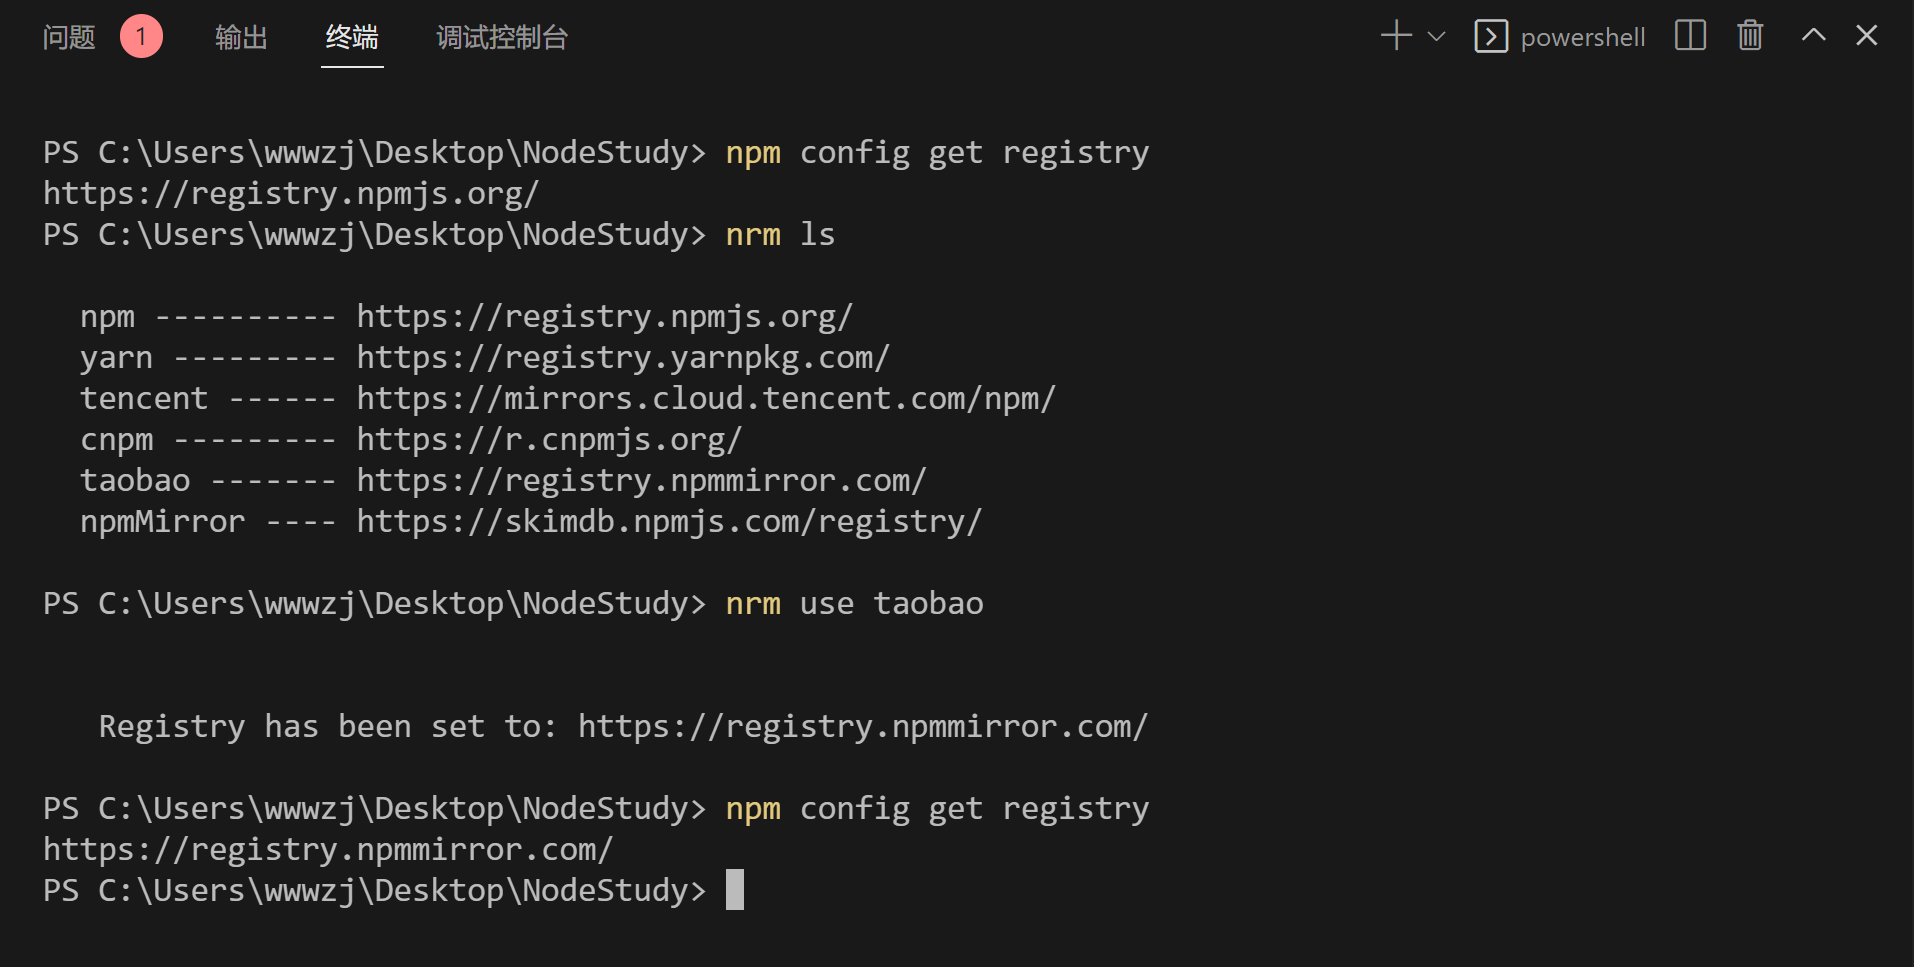 问题 1 输出 终端 调试控制台 powershell
PS C:\Users\wwwzj\Desktop\NodeStudy> npm config get registry
https://registry.npmjs.org/
PS C:\Users\wwwzj\Desktop\NodeStudy> nrm ls
npm ---------- https://registry.npmjs.org/
yarn --------- https://registry.yarnpkg.com/
tencent ------ https://mirrors.cloud.tencent.com/npm/
cnpm --------- https://r.cnpmjs.org/
taobao ------- https://registry.npmmirror.com/
npmMirror ---- https://skimdb.npmjs.com/registry/
PS C:\Users\wwwzj\Desktop\NodeStudy> nrm use taobao
Registry has been set to: https://registry.npmmirror.com/
PS C:\Users\wwwzj\Desktop\NodeStudy> npm config get registry
https://registry.npmmirror.com/
PS C:\Users\wwwzj\Desktop\NodeStudy>